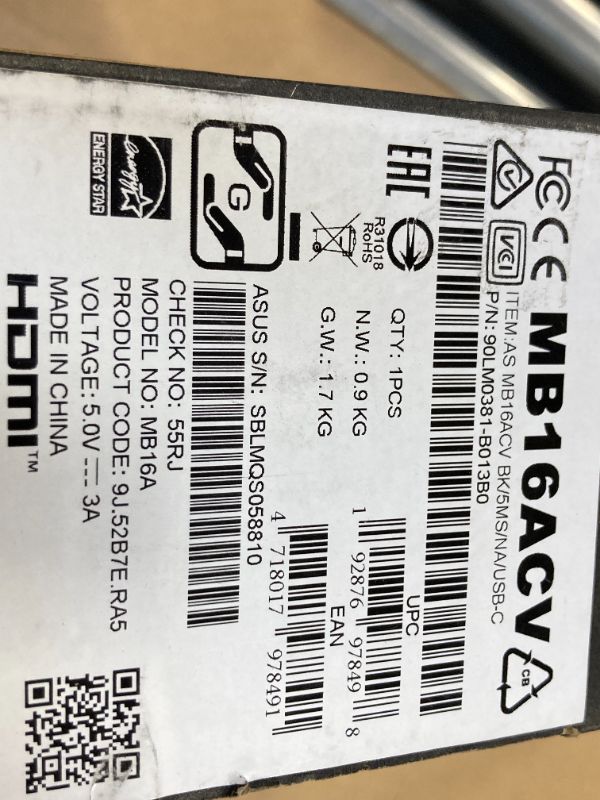 FC CE MB16ACV
VCI
ITEM:AS MB16ACV BK/5MS/NA/USB-C
P/N: 90LM0381-B013B0
CB
EAC
R31018
RoHS
QTY: 1PCS
N.W.: 0.9 KG
G.W.: 1.7 KG
UPC
1 92876 97849 8
EAN
4 718017 978491
G
ASUS S/N: SBLMQS058810
energy
ENERGY STAR
CHECK NO: 55RJ
MODEL NO: MB16A
PRODUCT CODE: 9J.52B7E.RA5
VOLTAGE: 5.0V⎓3A
MADE IN CHINA
HDMI™